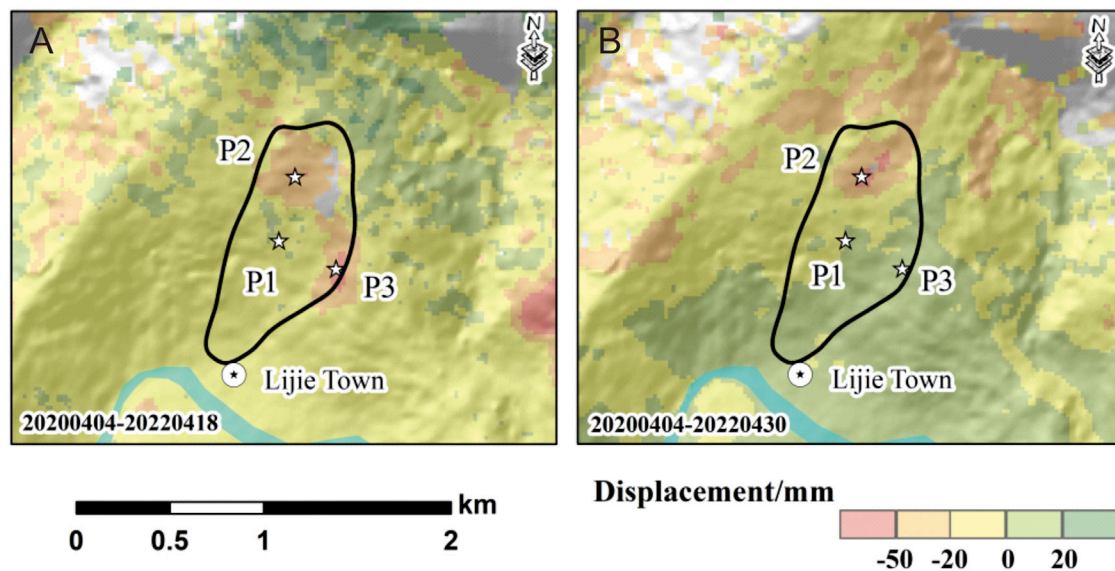 A
N
P2
P1
P3
Lijie Town
20200404-20220418
B
N
P2
P1
P3
Lijie Town
20200404-20220430
km
0 0.5 1 2
Displacement/mm
-50 -20 0 20